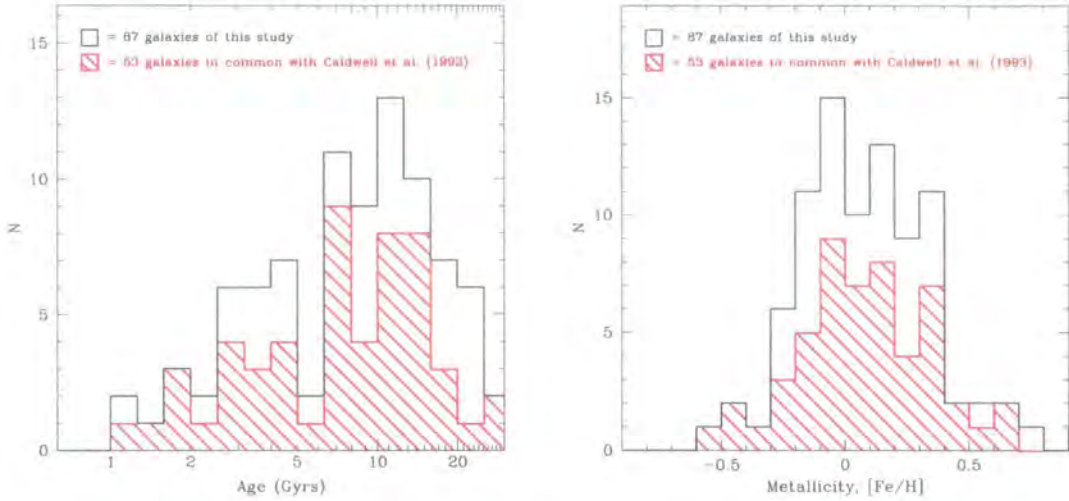 15
10
5
0
N
= 87 galaxies of this study
= 53 galaxies in common with Caldwell et al. (1993)
1 2 5 10 20
Age (Gyrs)
15
10
5
0
N
= 87 galaxies of this study
= 53 galaxies in common with Caldwell et al. (1993)
−0.5 0 0.5
Metallicity, [Fe/H]